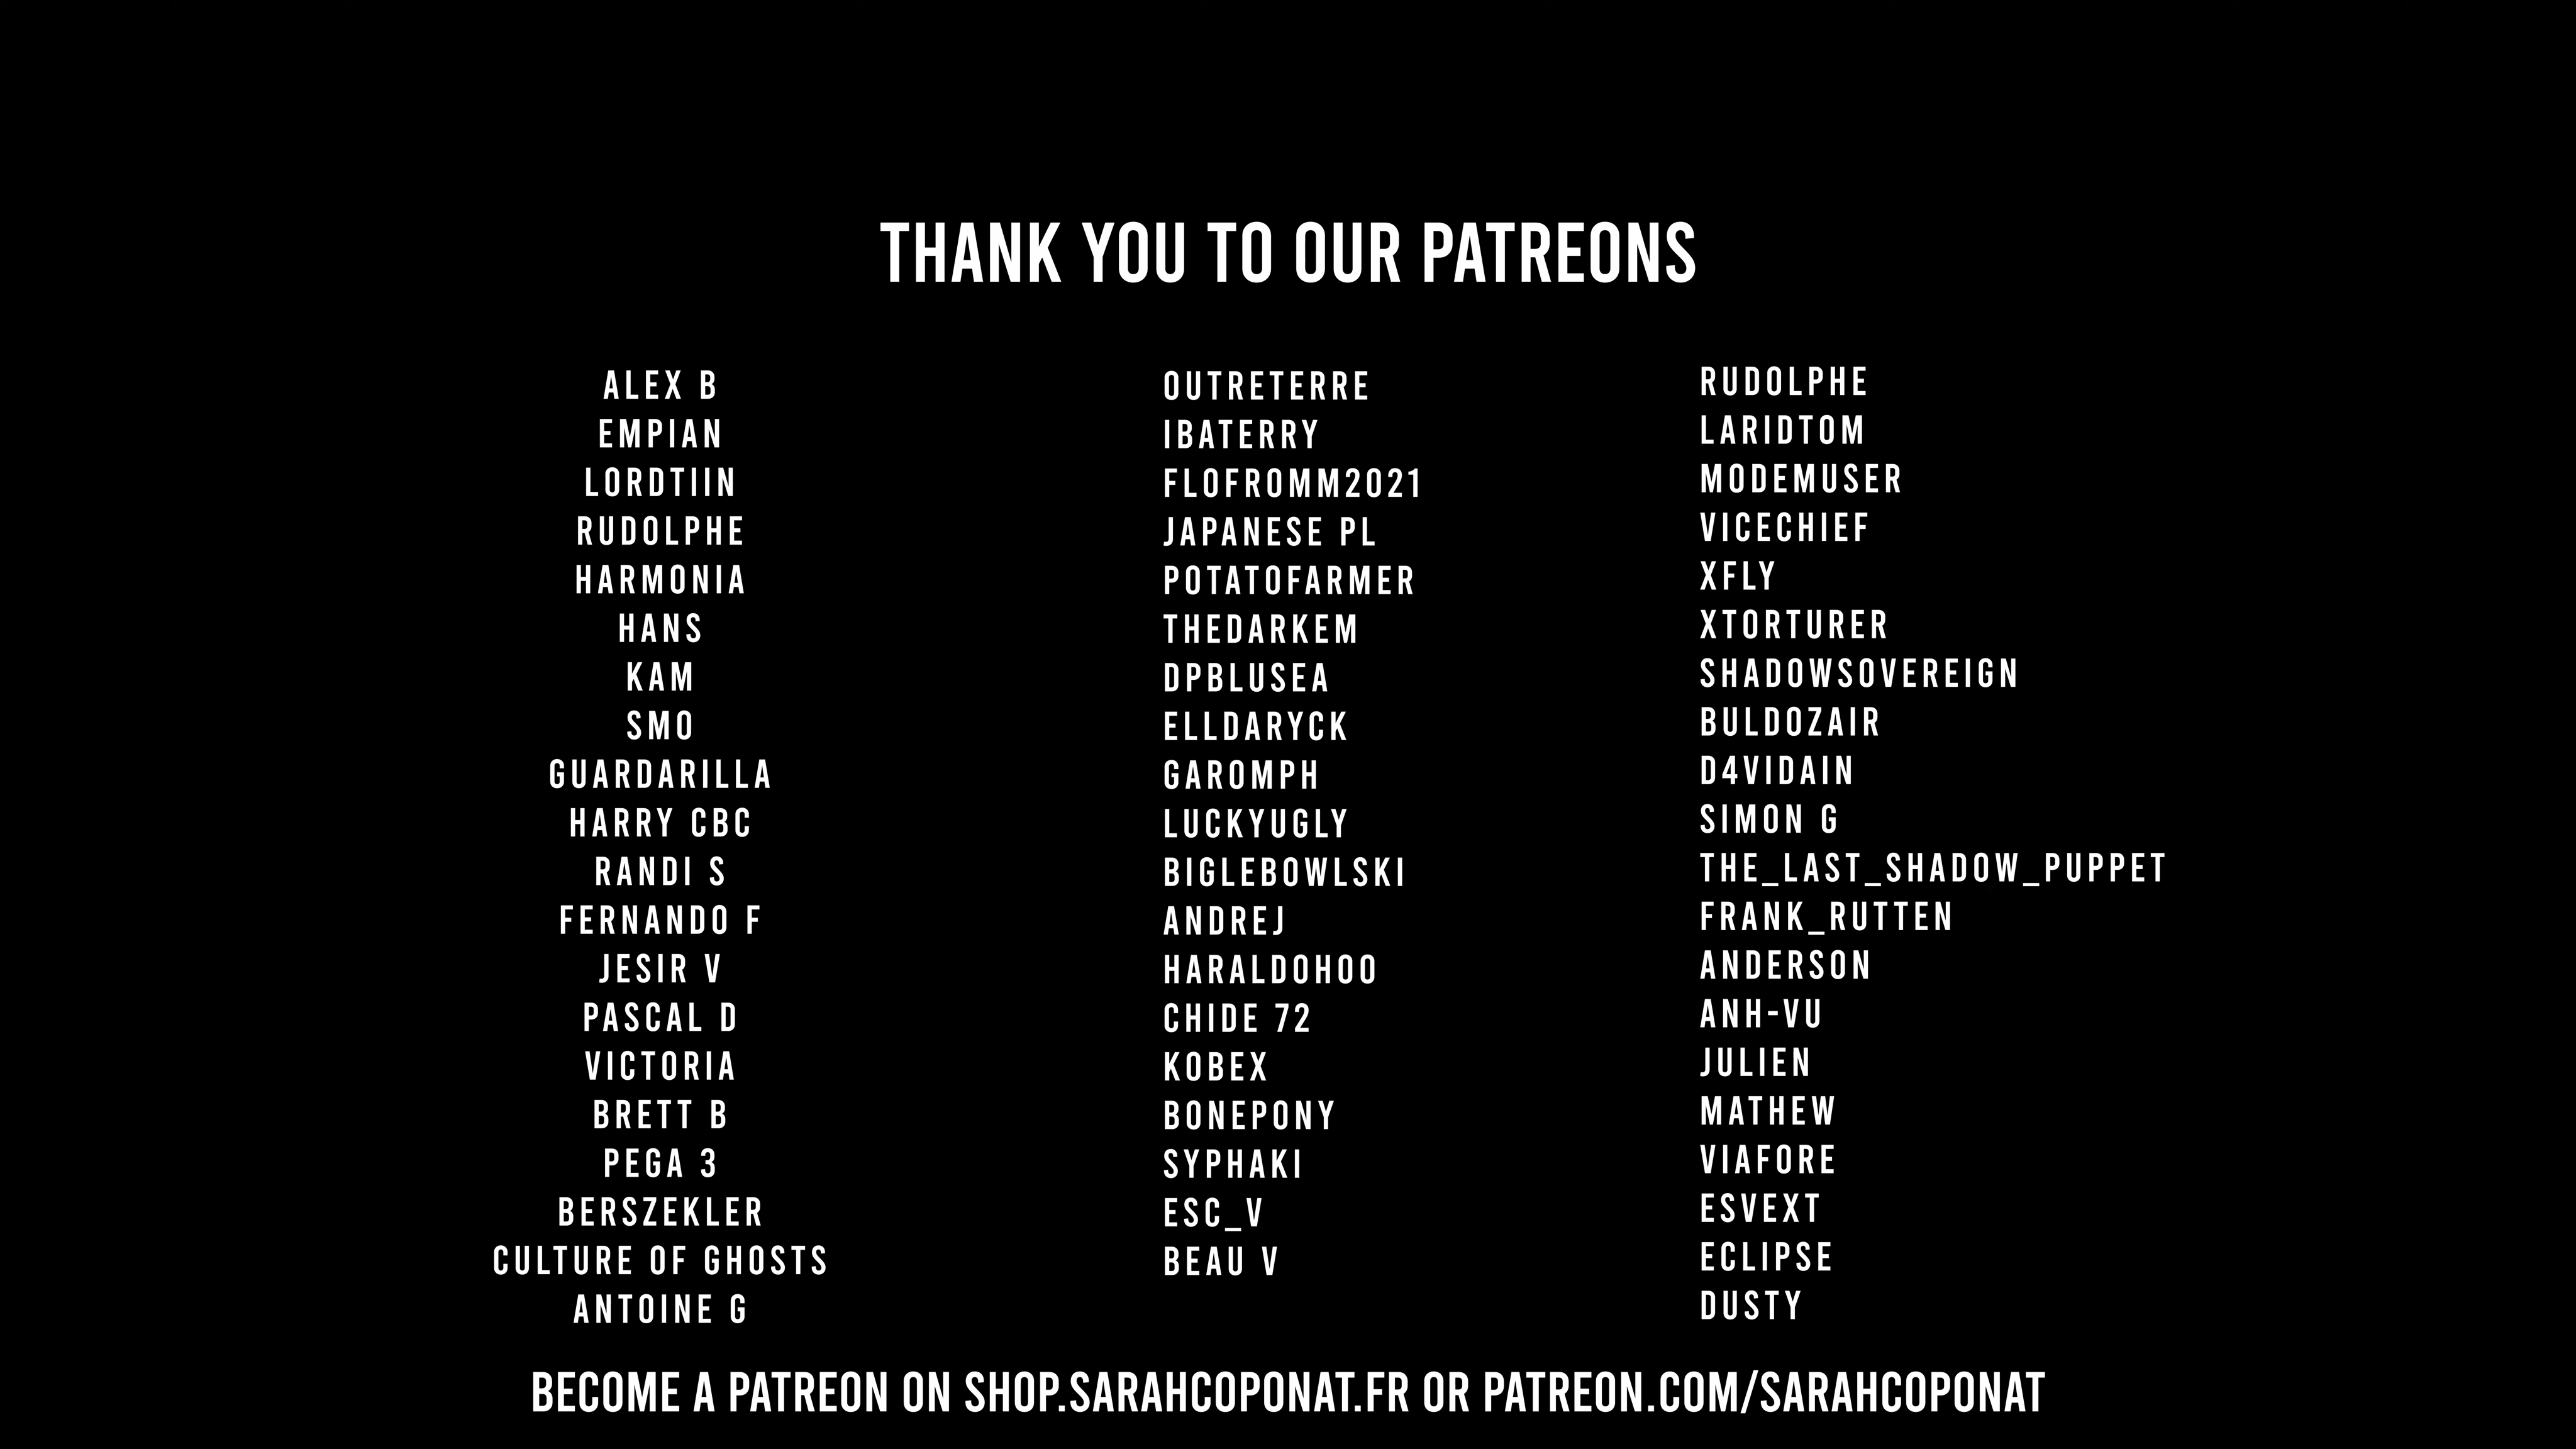 THANK YOU TO OUR PATREONS
ALEX B
EMPIAN
LORDTIIN
RUDOLPHE
HARMONIA
HANS
KAM
SMO
GUARDARILLA
HARRY CBC
RANDI S
FERNANDO F
JESIR V
PASCAL D
VICTORIA
BRETT B
PEGA 3
BERSZEKLER
CULTURE OF GHOSTS
ANTOINE G
OUTRETERRE
IBATERRY
FLOFROMM2021
JAPANESE PL
POTATOFARMER
THEDARKEM
DPBLUSEA
ELLDARYCK
GAROMPH
LUCKYUGLY
BIGLEBOWLSKI
ANDREJ
HARALDOHOO
CHIDE 72
KOBEX
BONEPONY
SYPHAKI
ESC_V
BEAU V
RUDOLPHE
LARIDTOM
MODEMUSER
VICECHIEF
XFLY
XTORTURER
SHADOWSOVEREIGN
BULDOZAIR
D4VIDAIN
SIMON G
THE_LAST_SHADOW_PUPPET
FRANK_RUTTEN
ANDERSON
ANH-VU
JULIEN
MATHEW
VIAFORE
ESVEXT
ECLIPSE
DUSTY
BECOME A PATREON ON SHOP.SARAHCOPONAT.FR OR PATREON.COM/SARAHCOPONAT